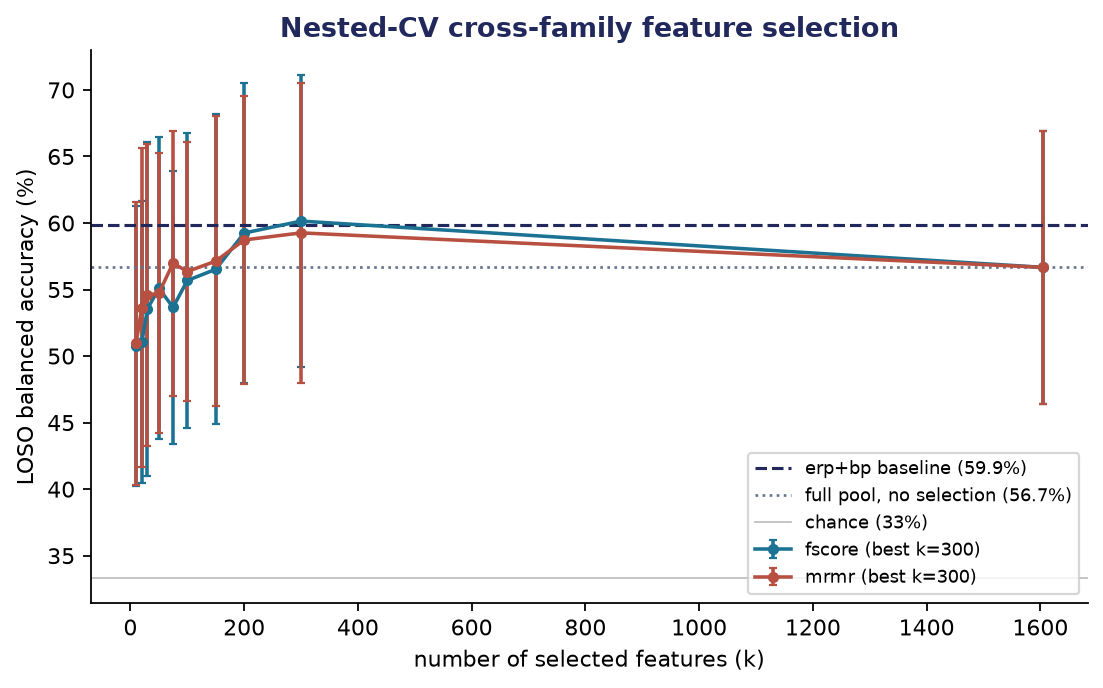 Nested-CV cross-family feature selection
LOSO balanced accuracy (%)
70
65
60
55
50
45
40
35
erp+bp baseline (59.9%)
full pool, no selection (56.7%)
chance (33%)
fscore (best k=300)
mrmr (best k=300)
0 200 400 600 800 1000 1200 1400 1600
number of selected features (k)